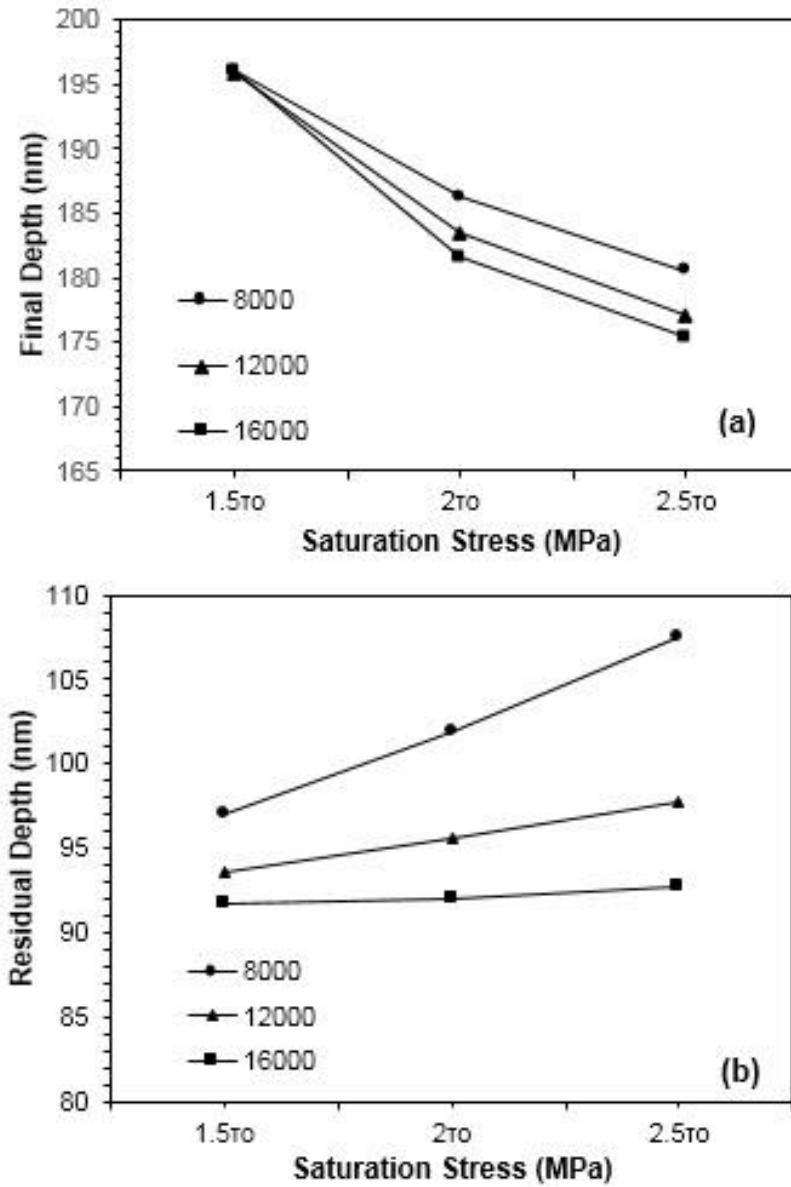 200
195
190
185
180
175
170
165
Final Depth (nm)
8000
12000
16000
(a)
1.5τo 2τo 2.5τo
Saturation Stress (MPa)
110
105
100
95
90
85
80
Residual Depth (nm)
8000
12000
16000
(b)
1.5τo 2τo 2.5τo
Saturation Stress (MPa)